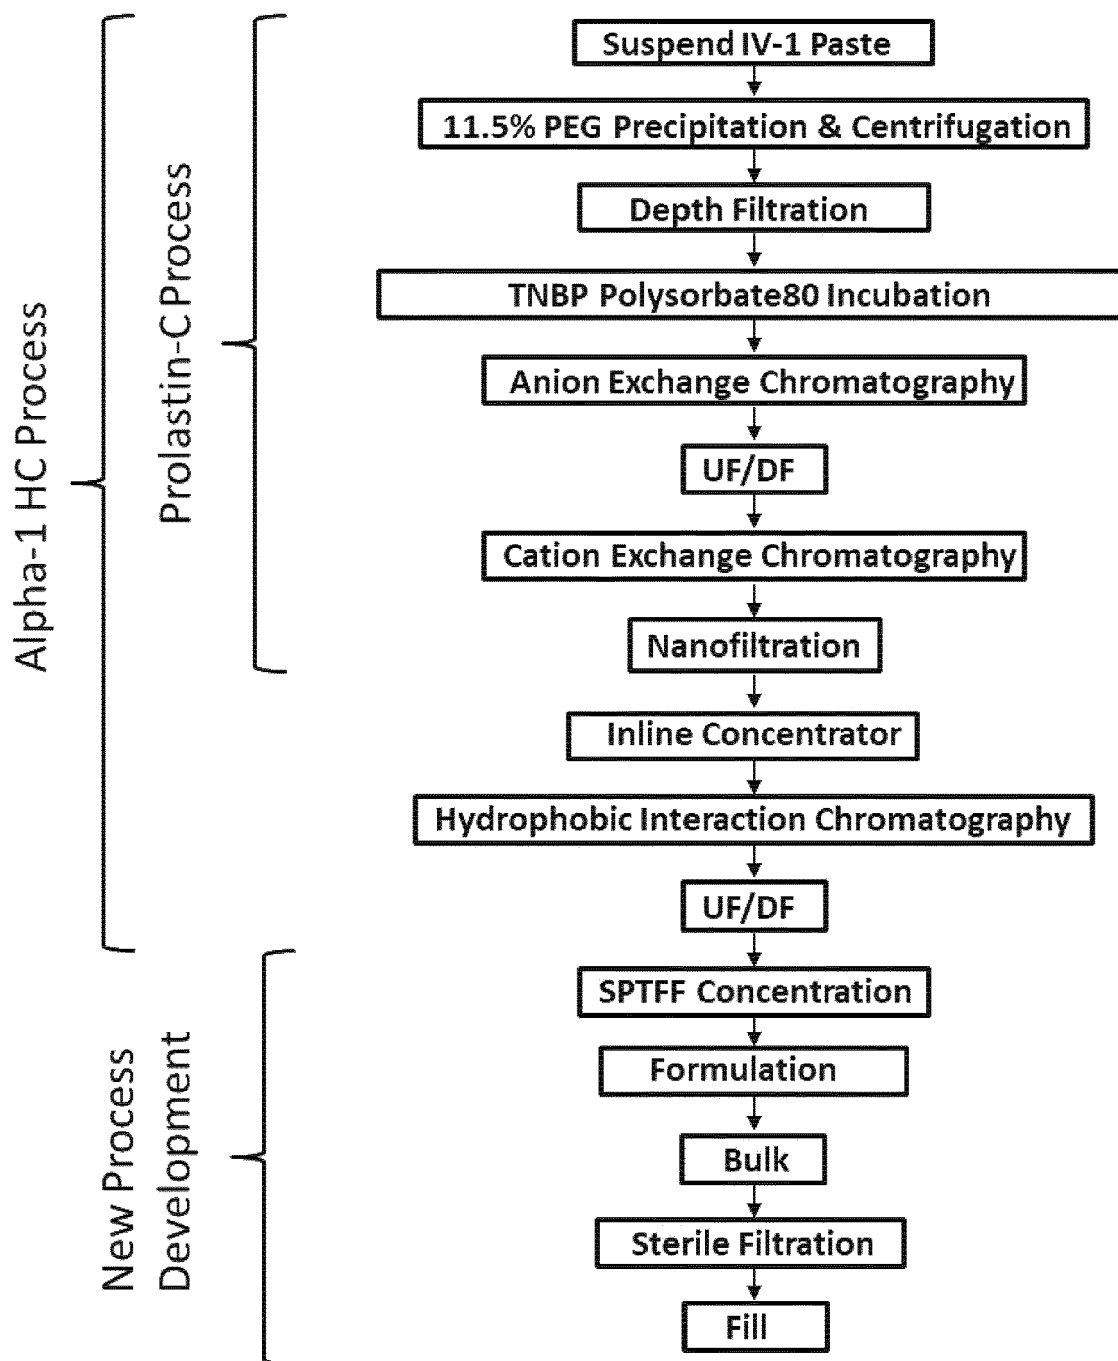 Alpha-1 HC Process
Prolastin-C Process
Suspend IV-1 Paste
11.5% PEG Precipitation & Centrifugation
Depth Filtration
TNBP Polysorbate80 Incubation
Anion Exchange Chromatography
UF/DF
Cation Exchange Chromatography
Nanofiltration
Inline Concentrator
Hydrophobic Interaction Chromatography
UF/DF
New Process
Development
SPTFF Concentration
Formulation
Bulk
Sterile Filtration
Fill